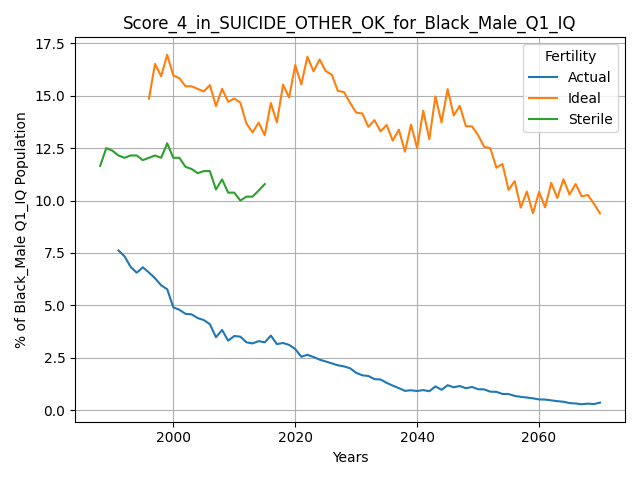 Score_4_in_SUICIDE_OTHER_OK_for_Black_Male_Q1_IQ
Fertility
Actual
Ideal
Sterile
% of Black_Male Q1_IQ Population
17.5
15.0
12.5
10.0
7.5
5.0
2.5
0.0
2000 2020 2040 2060
Years